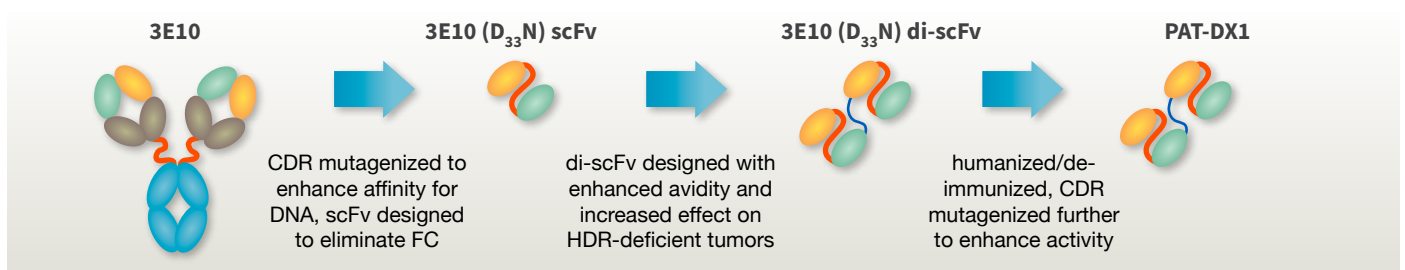 3E10
3E10 (D33N) scFv
3E10 (D33N) di-scFv
PAT-DX1
CDR mutagenized to
enhance affinity for
DNA, scFv designed
to eliminate FC
di-scFv designed with
enhanced avidity and
increased effect on
HDR-deficient tumors
humanized/de-
immunized, CDR
mutagenized further
to enhance activity